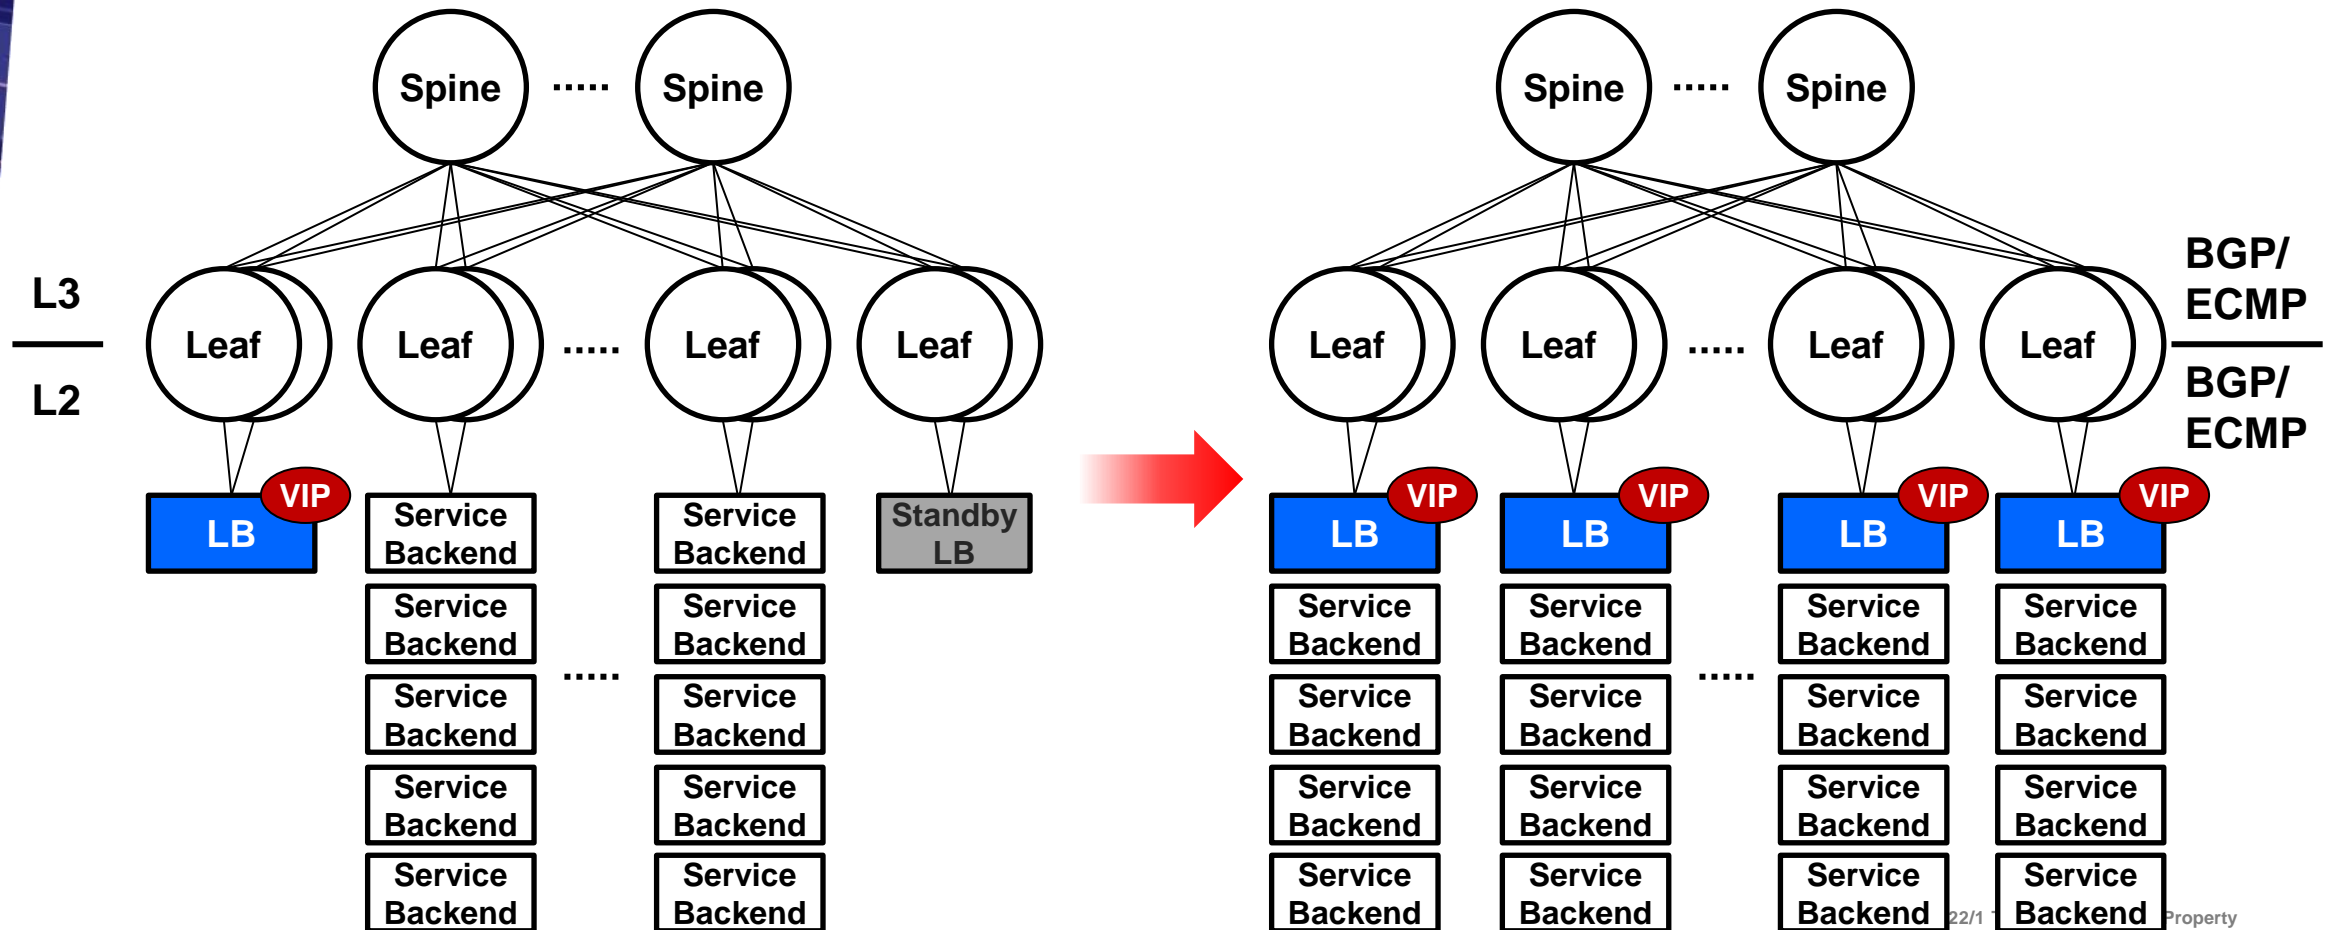 Spine ..... Spine
L3
L2
Leaf Leaf ..... Leaf Leaf
LB VIP
Service Backend
Service Backend
Standby LB
Service Backend
Service Backend
.....
Service Backend
Service Backend
Service Backend
Service Backend
Service Backend
Service Backend
Spine ..... Spine
BGP/
ECMP
BGP/
ECMP
Leaf Leaf ..... Leaf Leaf
LB VIP LB VIP LB VIP LB VIP
Service Backend
Service Backend
Service Backend
Service Backend
Service Backend
Service Backend
.....
Service Backend
Service Backend
Service Backend
Service Backend
Service Backend
Service Backend
Service Backend
Service Backend
Service Backend
Service Backend
22/1
Property